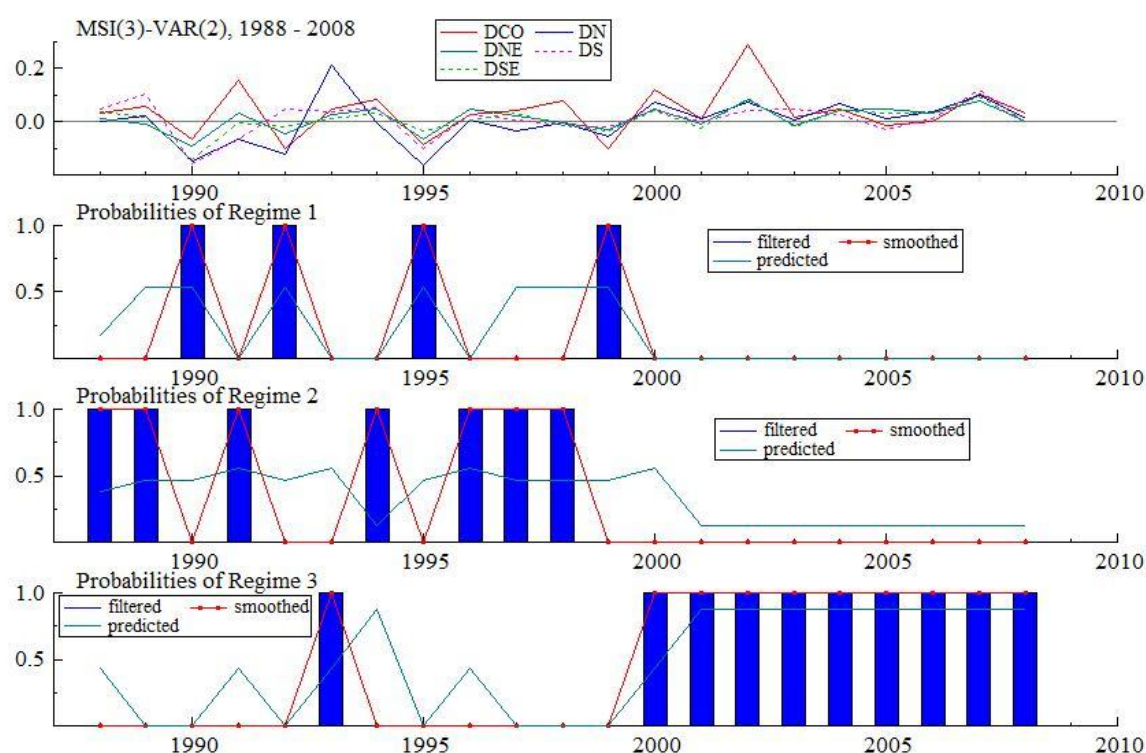 MSI(3)-VAR(2), 1988 - 2008
DCO DN
DNE DS
DSE
0.2
0.0
1990 1995 2000 2005 2010
Probabilities of Regime 1
1.0
filtered smoothed
predicted
0.5
1990 1995 2000 2005 2010
Probabilities of Regime 2
1.0
filtered smoothed
predicted
0.5
1990 1995 2000 2005 2010
Probabilities of Regime 3
1.0
filtered smoothed
predicted
0.5
1990 1995 2000 2005 2010